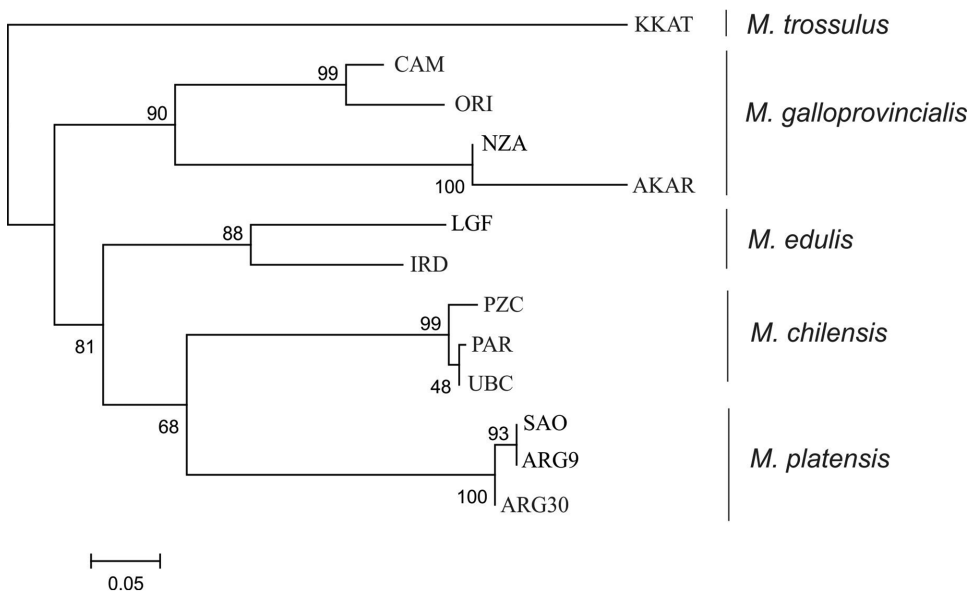 KKAT
M. trossulus
CAM
99
ORI
90
M. galloprovincialis
NZA
100
AKAR
LGF
88
M. edulis
IRD
PZC
99
PAR
M. chilensis
81
48
UBC
68
SAO
93
ARG9
M. platensis
100
ARG30
0.05